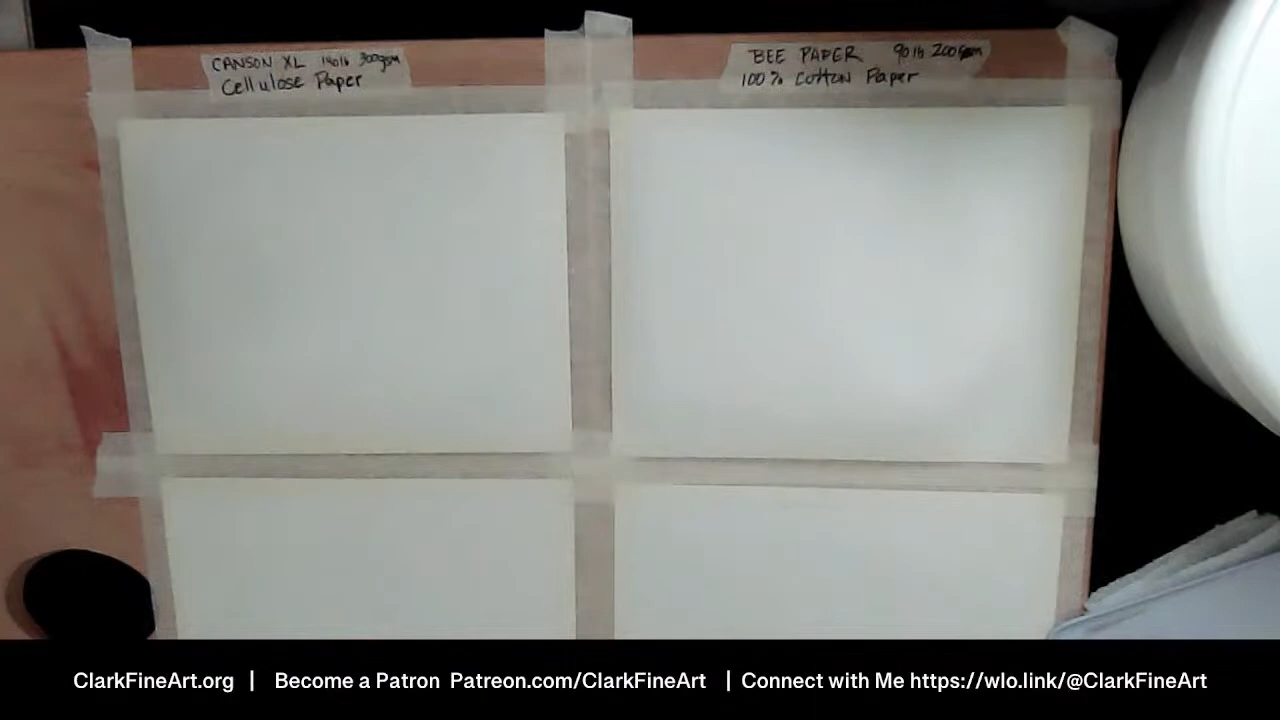 CANSON XL 140lb 300gsm
Cellulose Paper
BEE PAPER 90lb 200gsm
100% Cotton Paper
ClarkFineArt.org | Become a Patron Patreon.com/ClarkFineArt | Connect with Me https://wlo.link/@ClarkFineArt